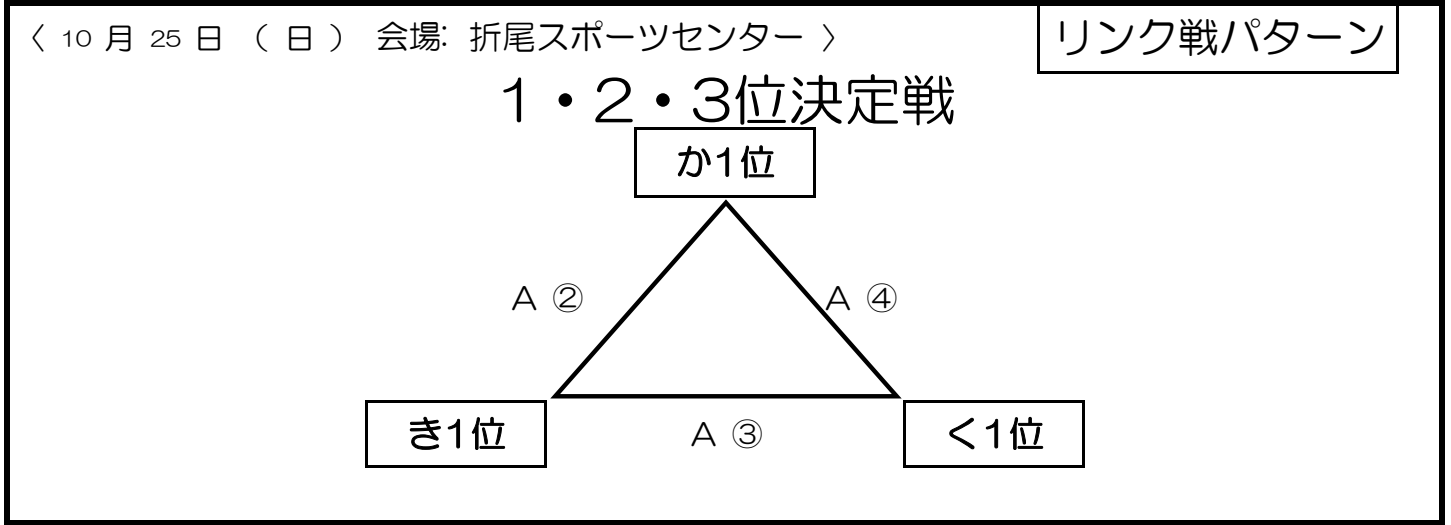 〈 10 月 25 日 （ 日 ） 会場: 折尾スポーツセンター 〉
リンク戦パターン
１・２・３位決定戦
か1位
A ②
A ④
き1位
A ③
く1位